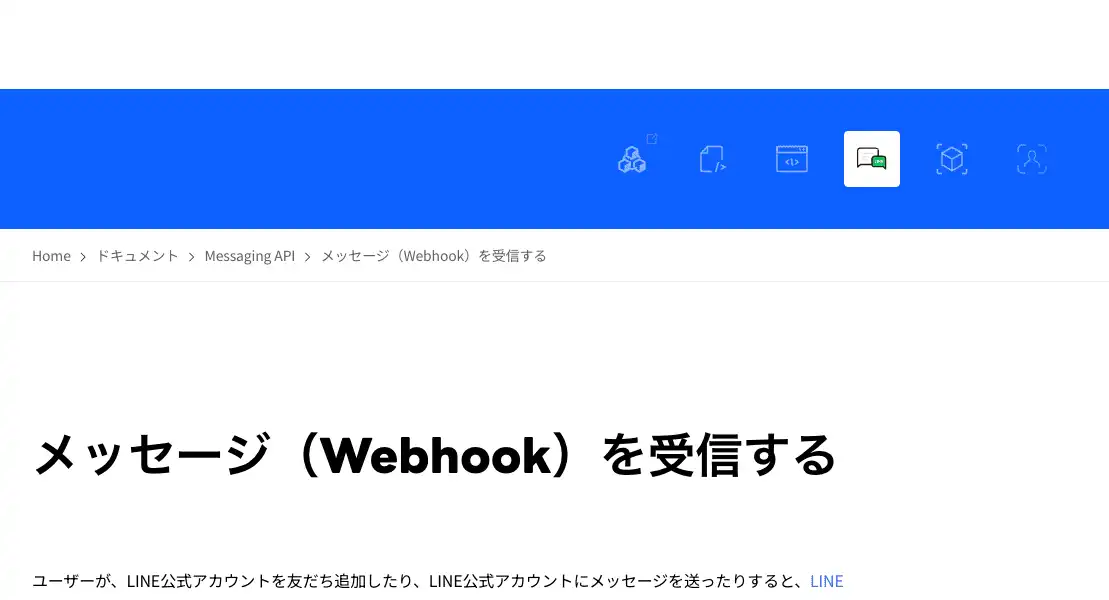 Home > ドキュメント > Messaging API > メッセージ（Webhook）を受信する
メッセージ（Webhook）を受信する
ユーザーが、LINE公式アカウントを友だち追加したり、LINE公式アカウントにメッセージを送ったりすると、LINE